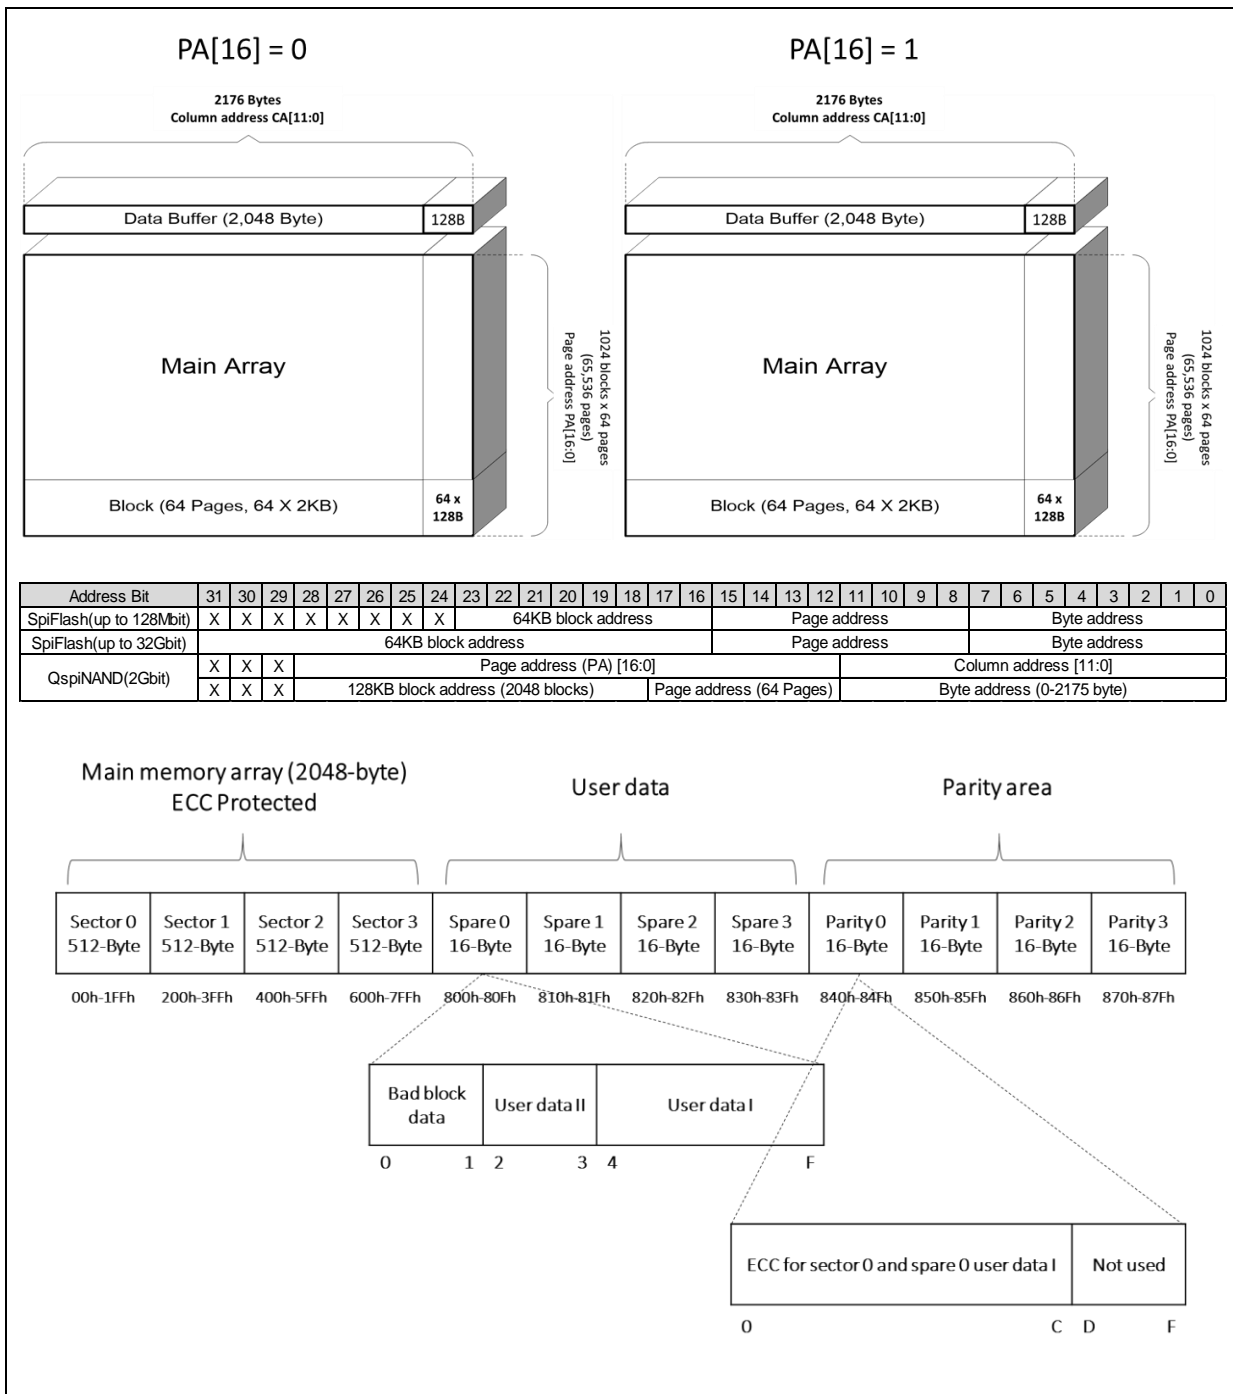 PA[16] = 0
PA[16] = 1
2176 Bytes
Column address CA[11:0]
2176 Bytes
Column address CA[11:0]
Data Buffer (2,048 Byte)
128B
Data Buffer (2,048 Byte)
128B
Main Array
Main Array
1024 blocks x 64 pages
(65,536 pages)
Page address PA[16:0]
1024 blocks x 64 pages
(65,536 pages)
Page address PA[16:0]
Block (64 Pages, 64 X 2KB)
64 x
128B
Block (64 Pages, 64 X 2KB)
64 x
128B
Address Bit 31 30 29 28 27 26 25 24 23 22 21 20 19 18 17 16 15 14 13 12 11 10 9 8 7 6 5 4 3 2 1 0
SpiFlash(up to 128Mbit) X X X X X X X X 64KB block address Page address Byte address
SpiFlash(up to 32Gbit) 64KB block address Page address Byte address
QspiNAND(2Gbit)
X X X Page address (PA) [16:0] Column address [11:0]
X X X 128KB block address (2048 blocks) Page address (64 Pages) Byte address (0-2175 byte)
Main memory array (2048-byte)
ECC Protected
User data
Parity area
Sector 0 Sector 1 Sector 2 Sector 3 Spare 0 Spare 1 Spare 2 Spare 3 Parity 0 Parity 1 Parity 2 Parity 3
512-Byte 512-Byte 512-Byte 512-Byte 16-Byte 16-Byte 16-Byte 16-Byte 16-Byte 16-Byte 16-Byte 16-Byte
00h-1FFh 200h-3FFh 400h-5FFh 600h-7FFh 800h-80Fh 810h-81Fh 820h-82Fh 830h-83Fh 840h-84Fh 850h-85Fh 860h-86Fh 870h-87Fh
Bad block
data
User data II
User data I
0 1 2 3 4 F
ECC for sector 0 and spare 0 user data I
Not used
0 C D F